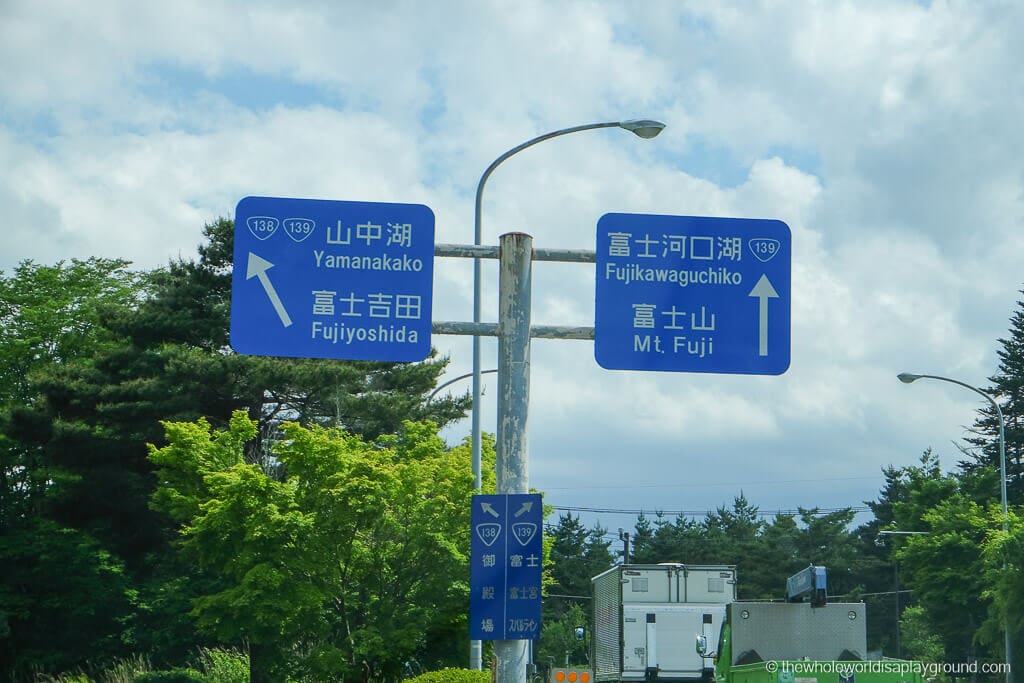 138 139 山中湖
Yamanakako
富士吉田
Fujiyoshida
富士河口湖 139
Fujikawaguchiko
富士山
Mt. Fuji
138
御殿場
139
富士
富士宮
スバルライン
© thewholeworldisaplayground.com